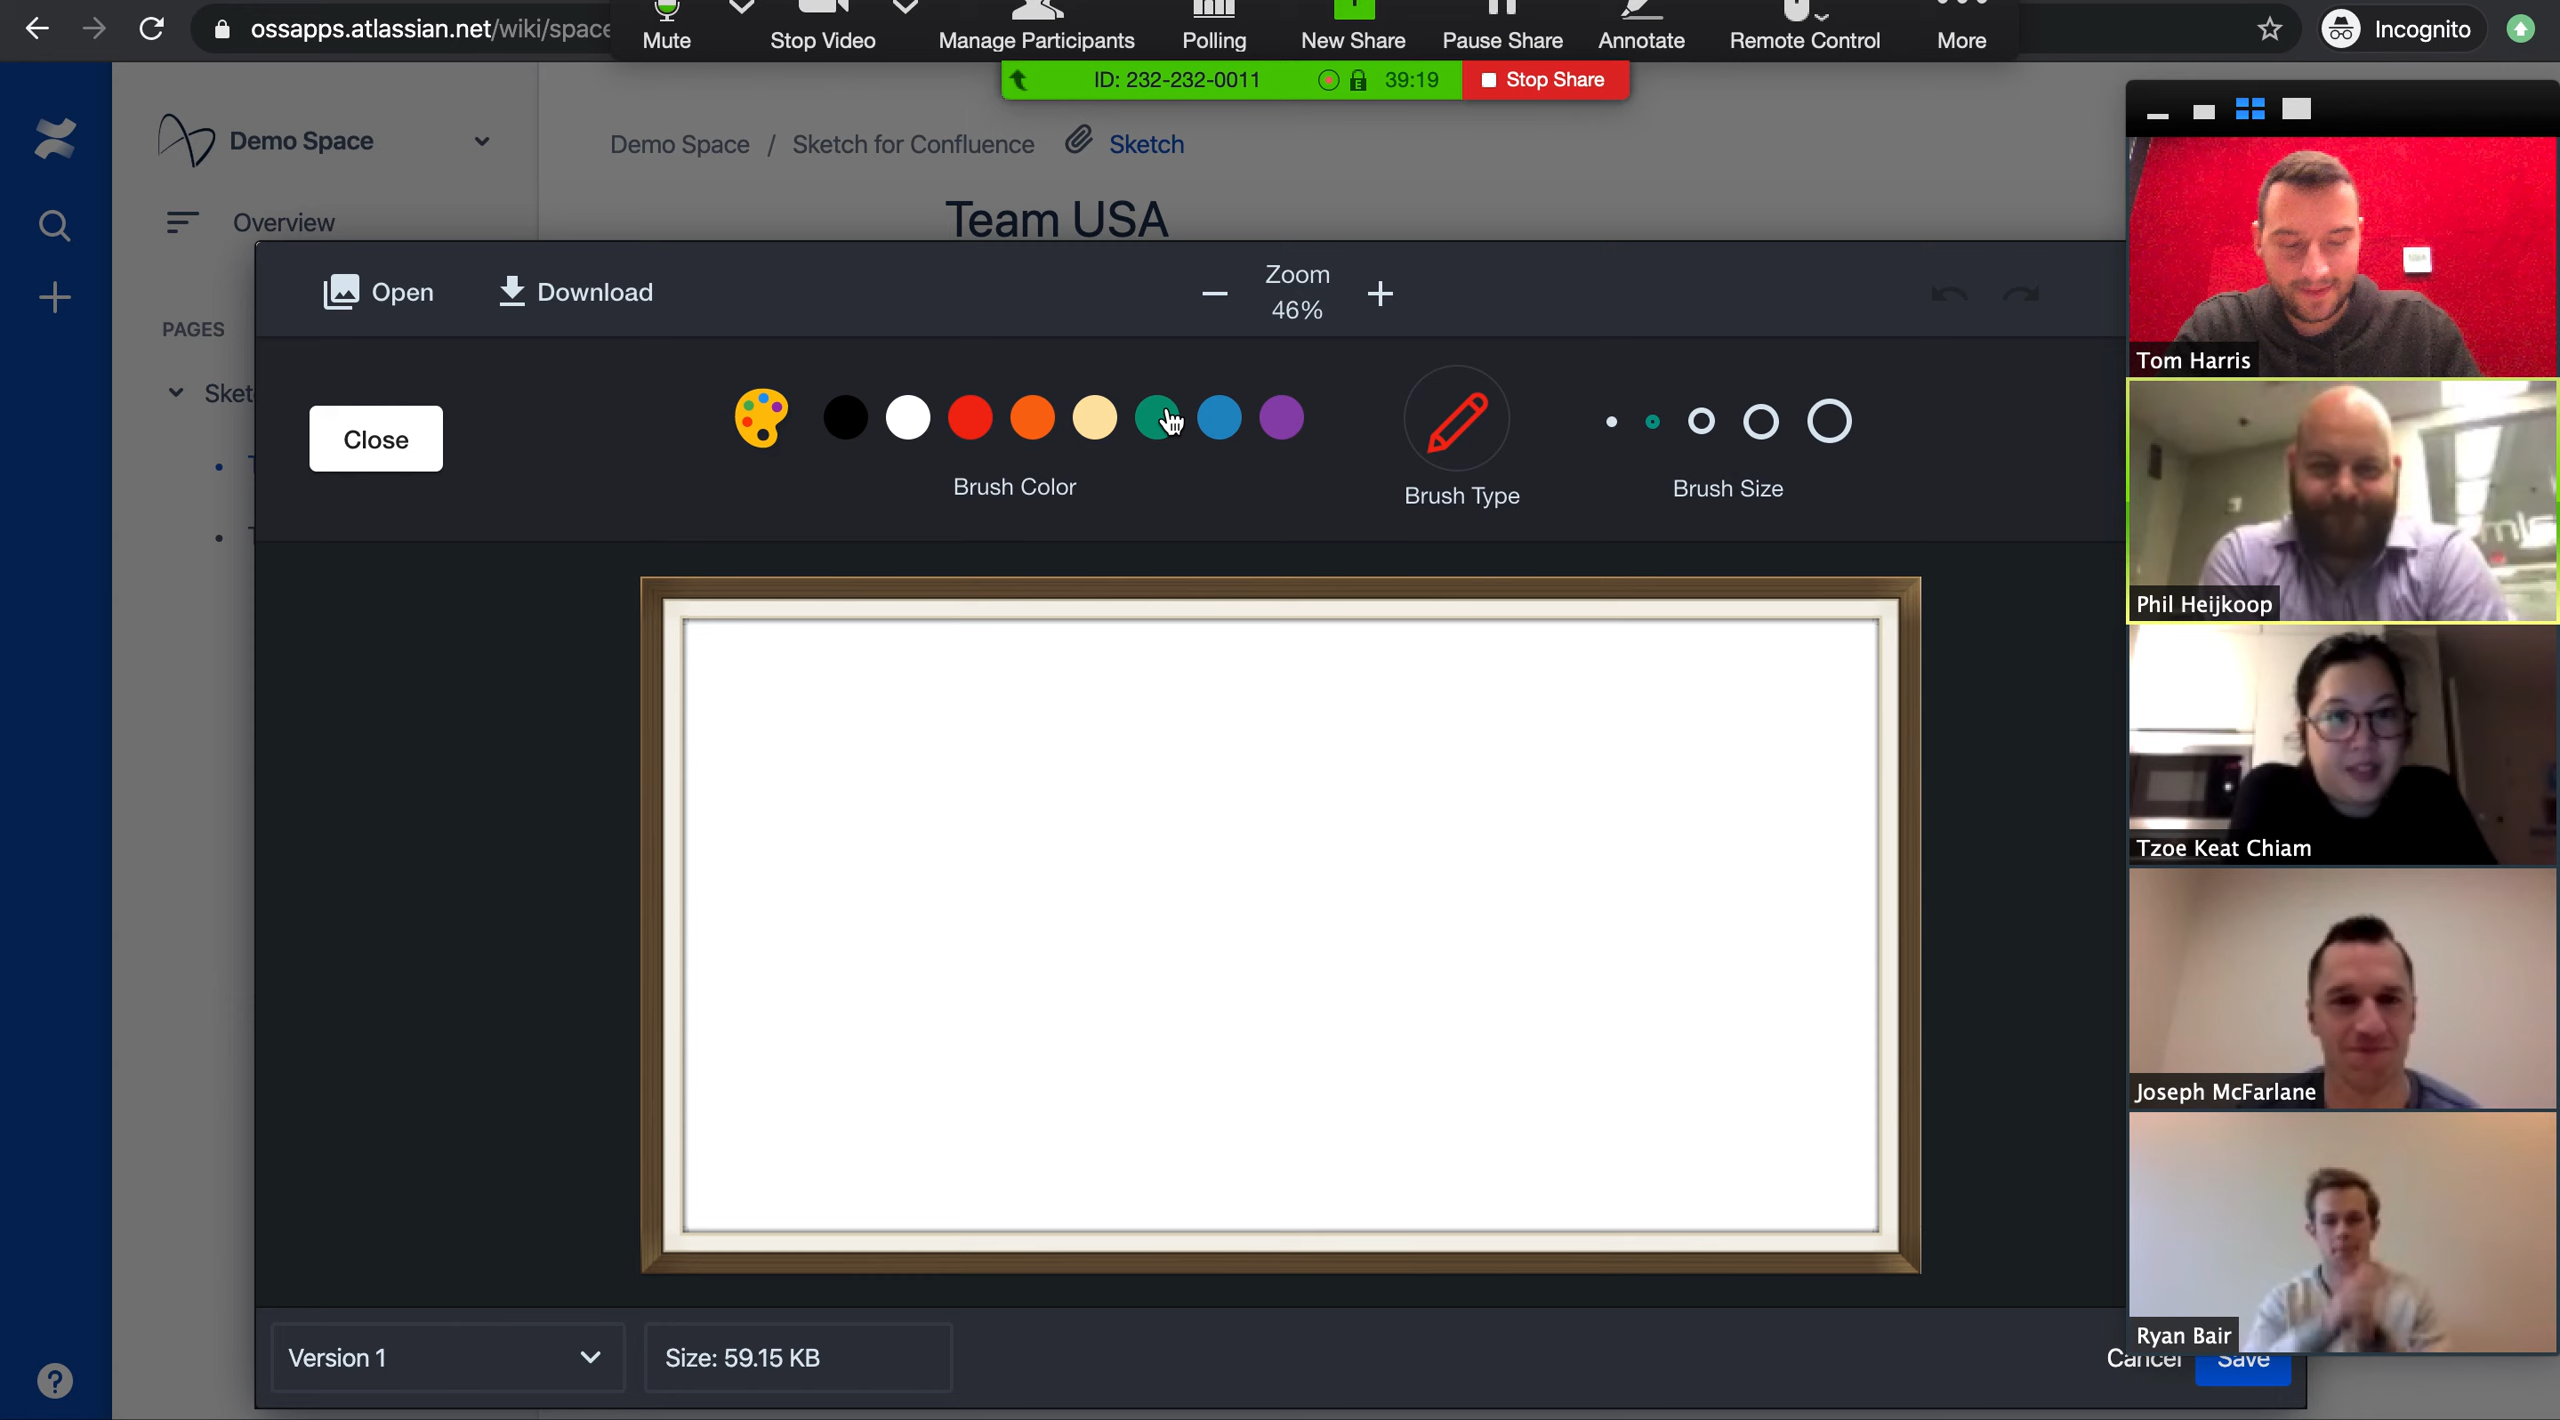 ossapps.atlassian.net/wiki/space
Mute
Stop Video
Manage Participants
Polling
New Share
Pause Share
Annotate
Remote Control
More
Incognito
ID: 232-232-0011
39:19
Stop Share
Demo Space
Demo Space / Sketch for Confluence
Sketch
Overview
Team USA
Open
Download
Zoom
46%
PAGES
Sket
Close
Brush Color
Brush Type
Brush Size
Tom Harris
Phil Heijkoop
Tzoe Keat Chiam
Joseph McFarlane
Ryan Bair
Version 1
Size: 59.15 KB
Cancel
Save